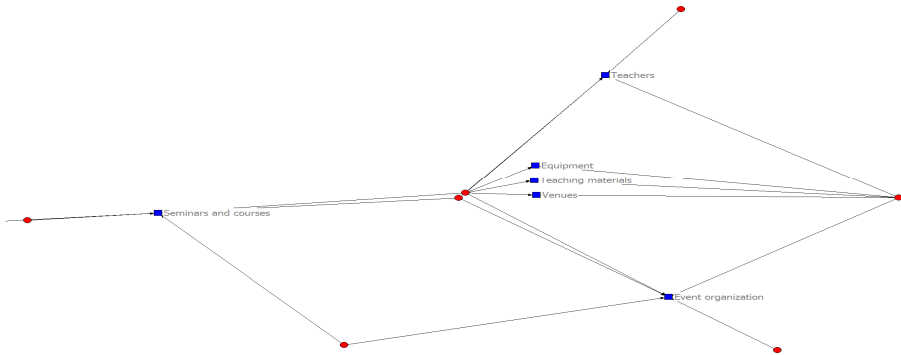 Teachers
Equipment
Teaching materials
Venues
Seminars and courses
Event organization